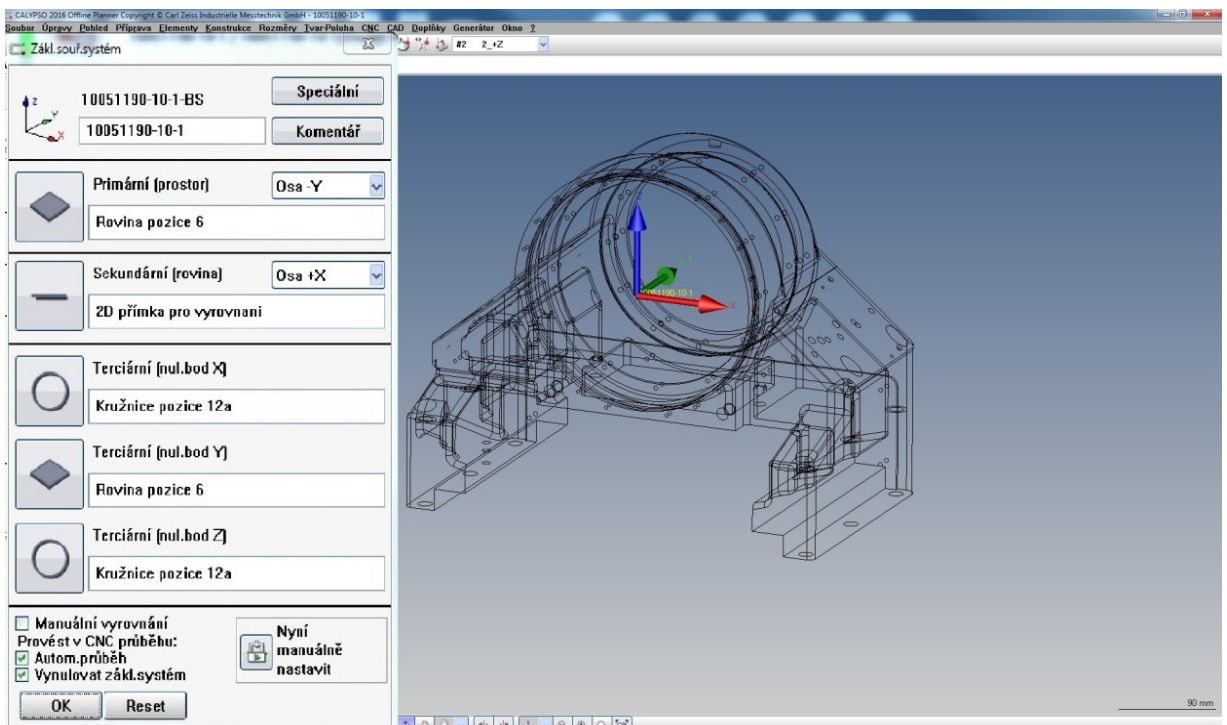 CALYPSO 2016 Offline Planner Copyright © Carl Zeiss Industrielle Messtechnik GmbH - 10051190-10-1
Soubor Úpravy Pohled Příprava Elementy Konstrukce Rozměry Tvar-Poloha CNC CAD Doplňky Generátor Okno ?
Zákl.souř.systém
#2 2_+Z
Z
Y
X
10051190-10-1-BS
Speciální
10051190-10-1
Komentář
Primární (prostor)
Osa -Y
Rovina pozice 6
Sekundární (rovina)
Osa +X
2D přímka pro vyrovnani
Terciární (nul.bod X)
Kružnice pozice 12a
Terciární (nul.bod Y)
Rovina pozice 6
Terciární (nul.bod Z)
Kružnice pozice 12a
Manuální vyrovnání
Provést v CNC průběhu:
Autom.průběh
Vynulovat zákl.systém
Nyní
manuálně
nastavit
OK
Reset
Z
Y
X
10051190-10-1
90 mm